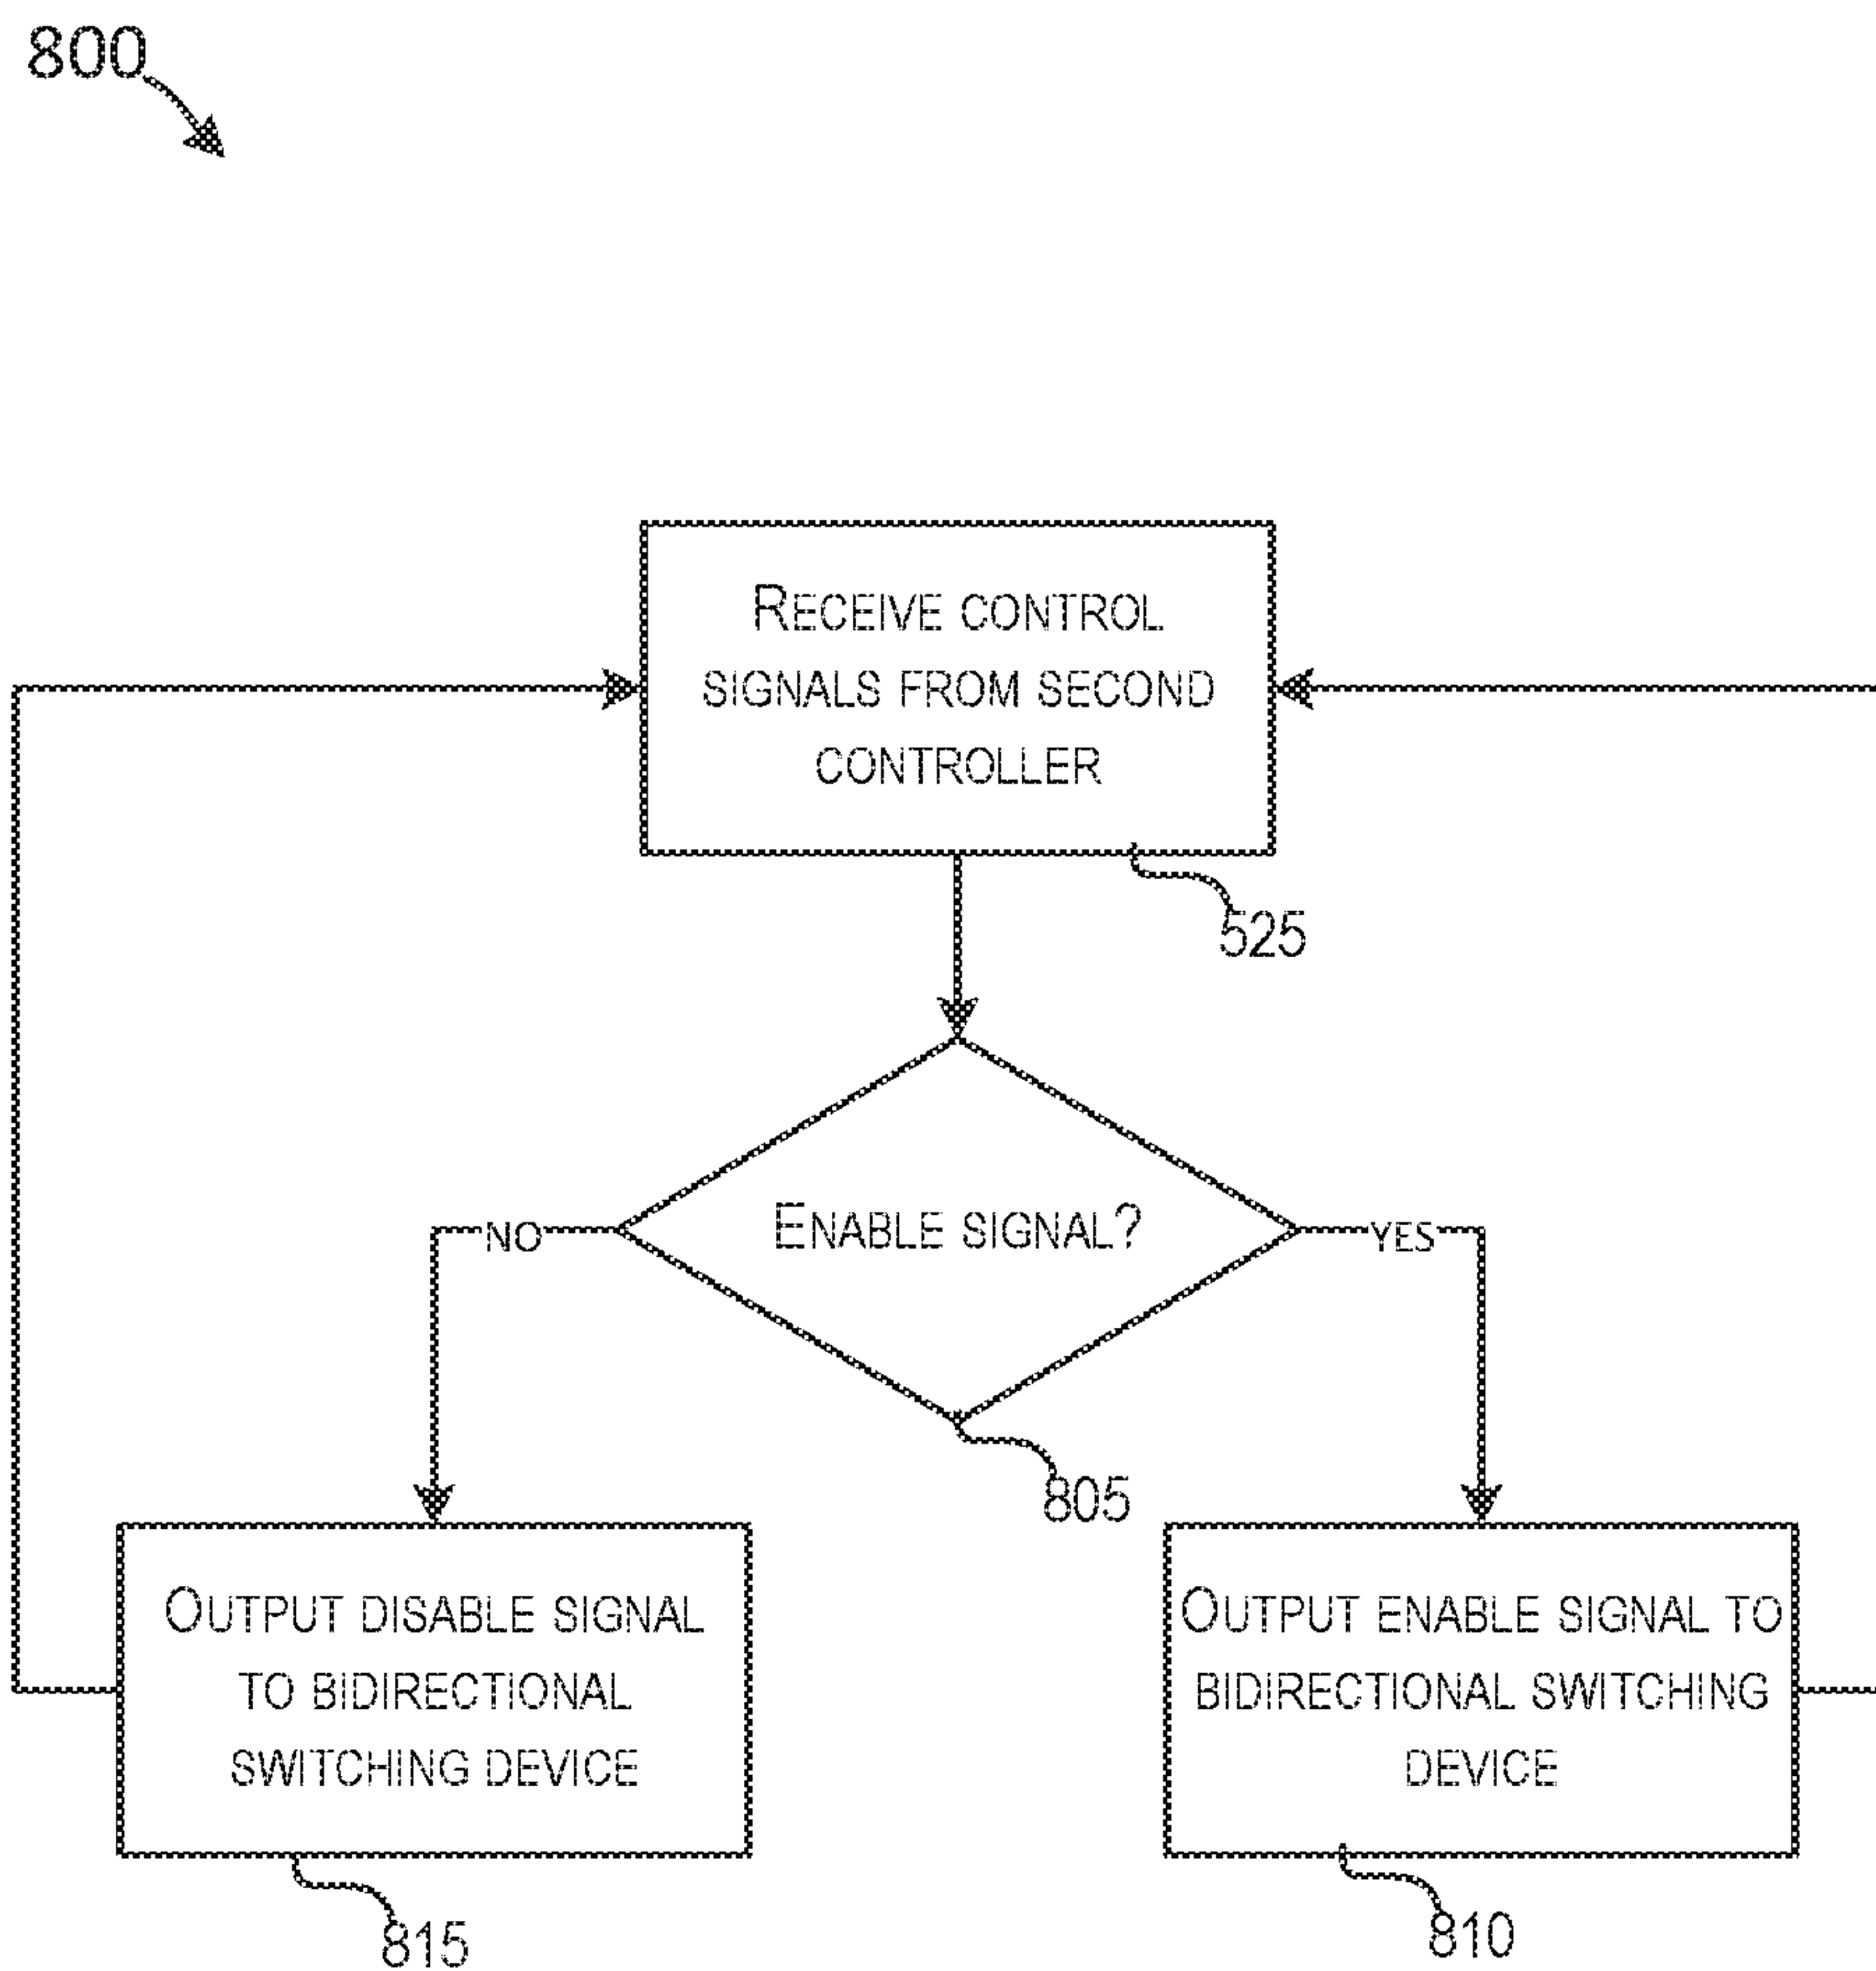 800
RECEIVE CONTROL
SIGNALS FROM SECOND
CONTROLLER
525
ENABLE SIGNAL?
NO
YES
805
OUTPUT DISABLE SIGNAL
TO BIDIRECTIONAL
SWITCHING DEVICE
815
OUTPUT ENABLE SIGNAL TO
BIDIRECTIONAL SWITCHING
DEVICE
810